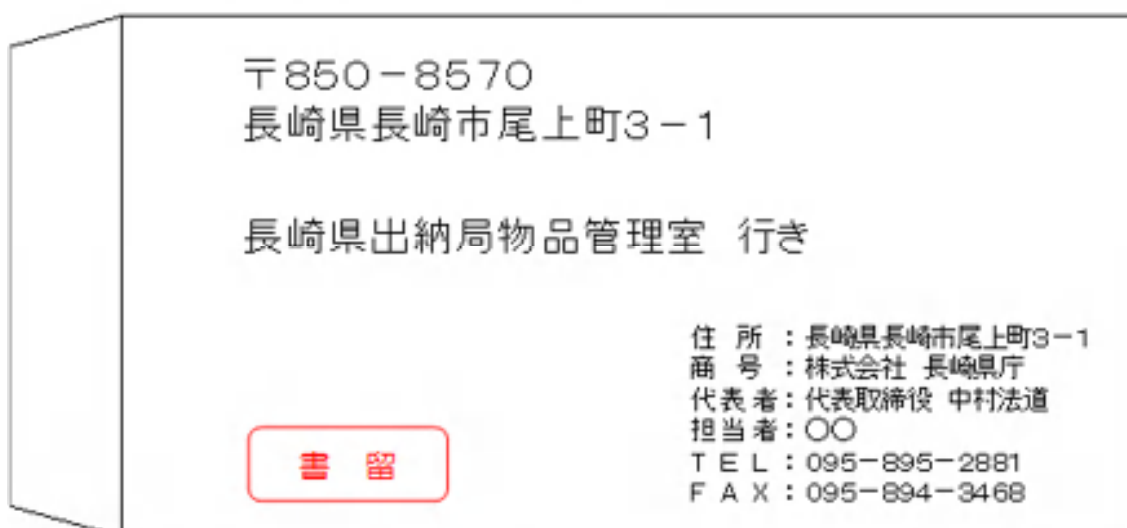 〒850-8570
長崎県長崎市尾上町3-1
長崎県出納局物品管理室 行き
住 所 : 長崎県長崎市尾上町3-1
商 号 : 株式会社 長崎県庁
代表者 : 代表取締役 中村法道
担当者 : 〇〇
TEL : 095-895-2881
FAX : 095-894-3468
書 留